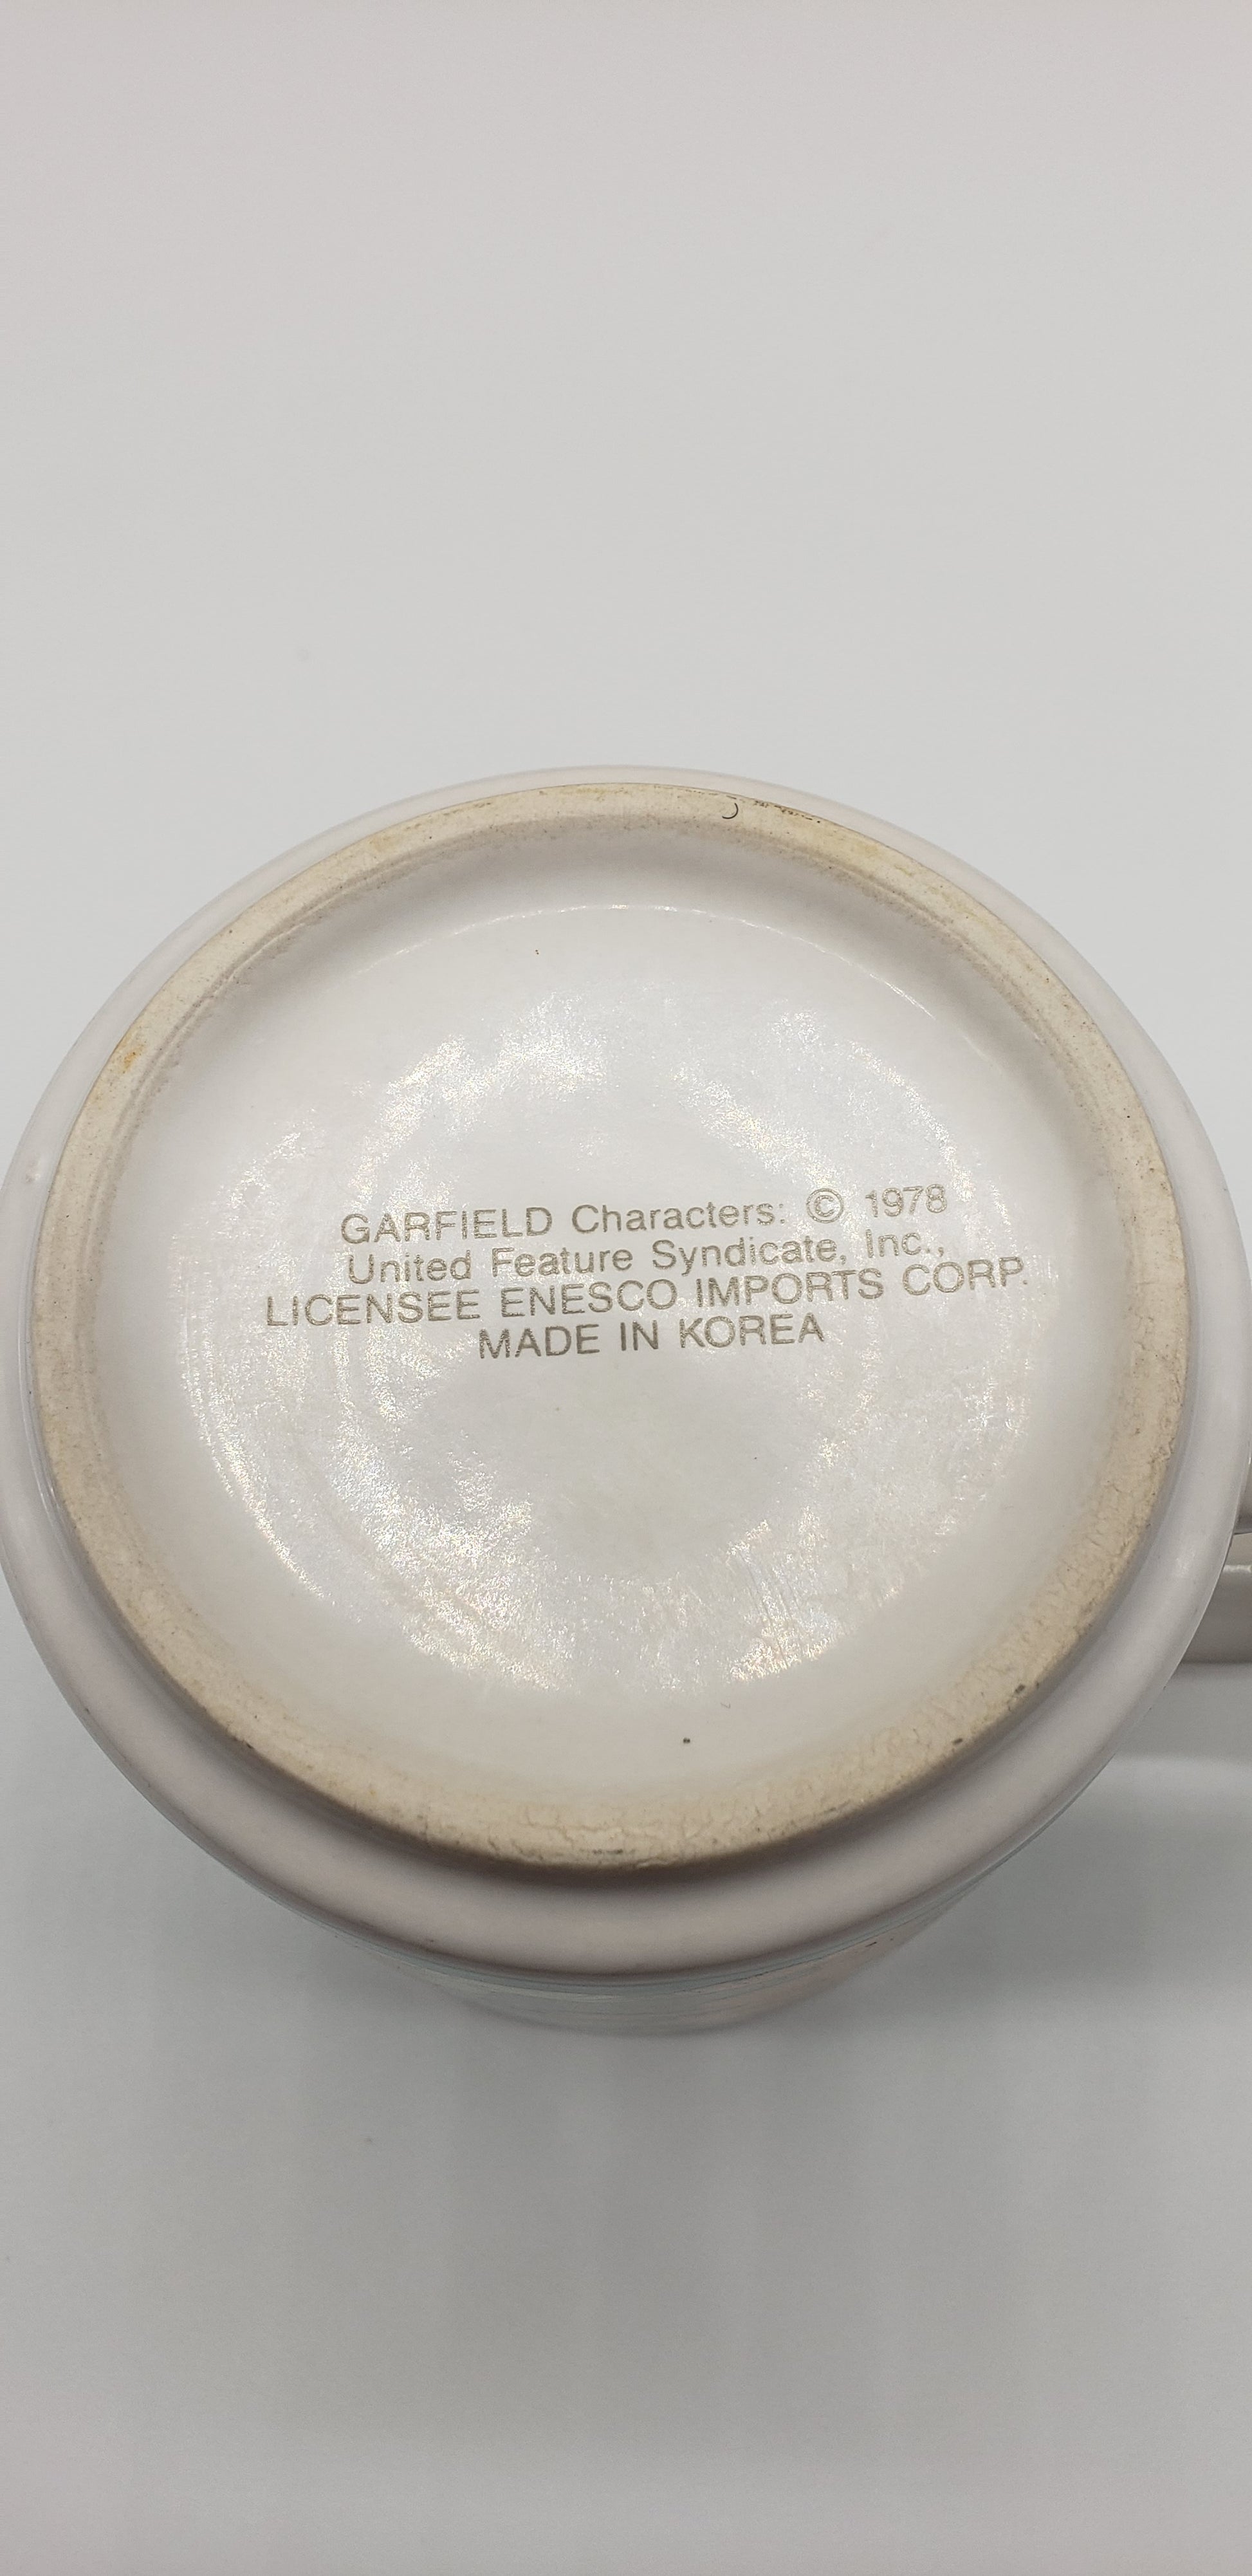 GARFIELD Characters: © 1978
United Feature Syndicate, Inc.,
LICENSEE ENESCO IMPORTS CORP.
MADE IN KOREA